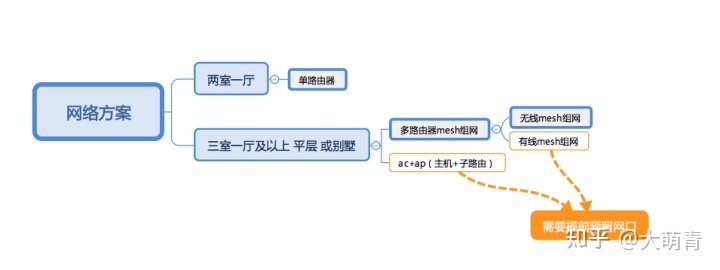 网络方案
两室一厅
单路由器
三室一厅及以上 平层 或别墅
多路由器mesh组网
无线mesh组网
有线mesh组网
ac+ap（主机+子路由）
需要提前预留网口
知乎 @大萌青